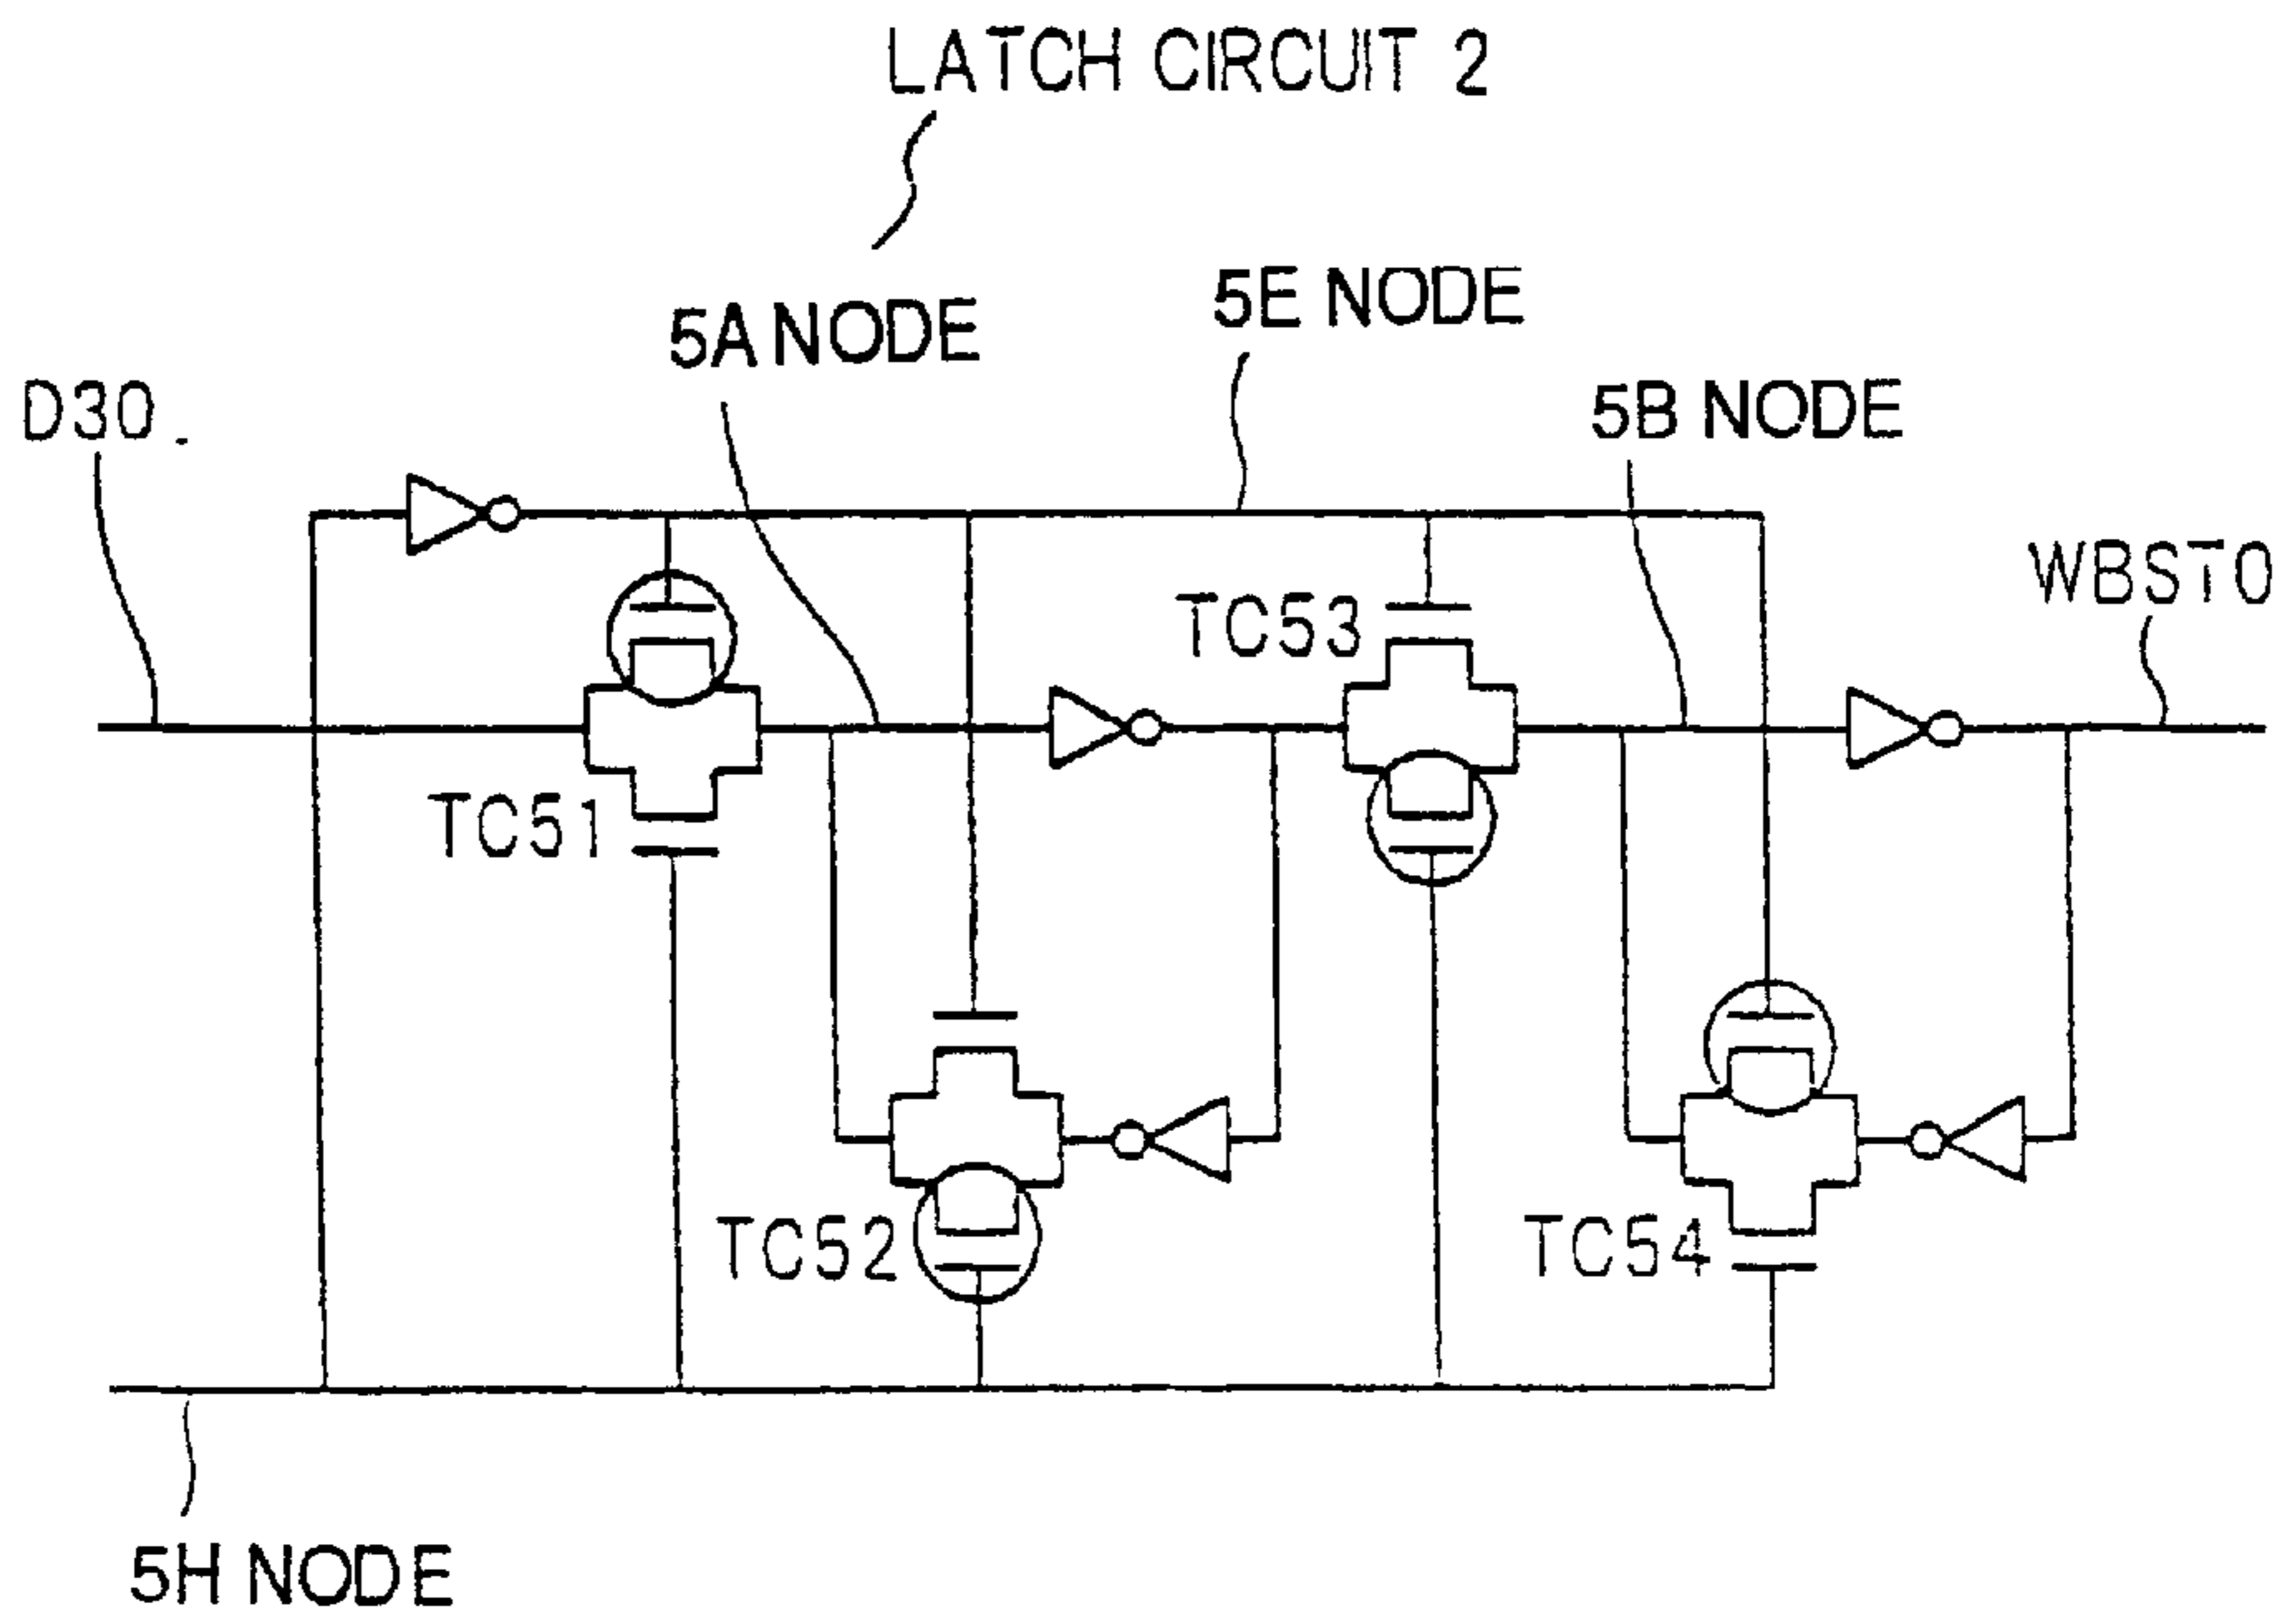 LATCH CIRCUIT 2
5E NODE
5A NODE
5B NODE
D30.
WBST0
TC53
TC51
TC52
TC54
5H NODE